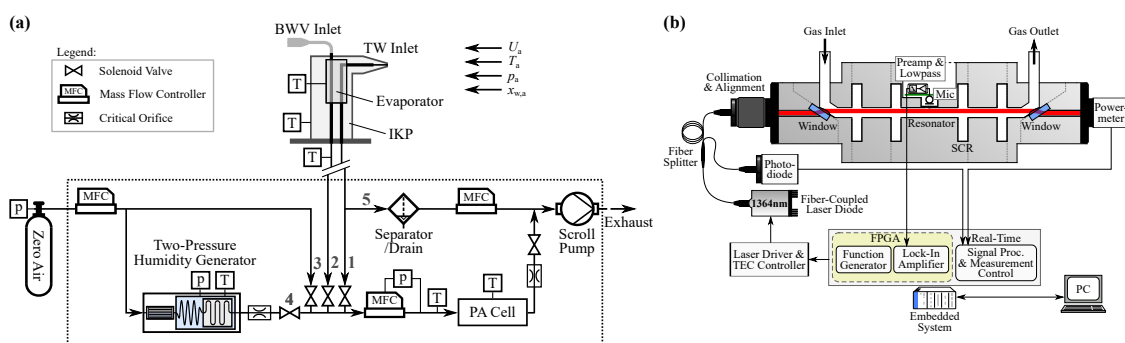 (a)
BWV Inlet
TW Inlet
Legend:
Solenoid Valve
MFC
Mass Flow Controller
Critical Orifice
T
T
T
Evaporator
IKP
Ua
Ta
pa
xw,a
p
MFC
Zero Air
Two-Pressure
Humidity Generator
p
T
4
3
2
1
5
Separator
/Drain
MFC
Scroll
Pump
Exhaust
MFC
p
T
T
PA Cell
(b)
Gas Inlet
Gas Outlet
Collimation
& Alignment
Preamp &
Lowpass
Mic
Window
Resonator
Window
SCR
Power-
meter
Fiber
Splitter
Photo-
diode
1364nm
Fiber-Coupled
Laser Diode
Laser Driver &
TEC Controller
FPGA
Function
Generator
Lock-In
Amplifier
Real-Time
Signal Proc.
& Measurement
Control
Embedded
System
PC